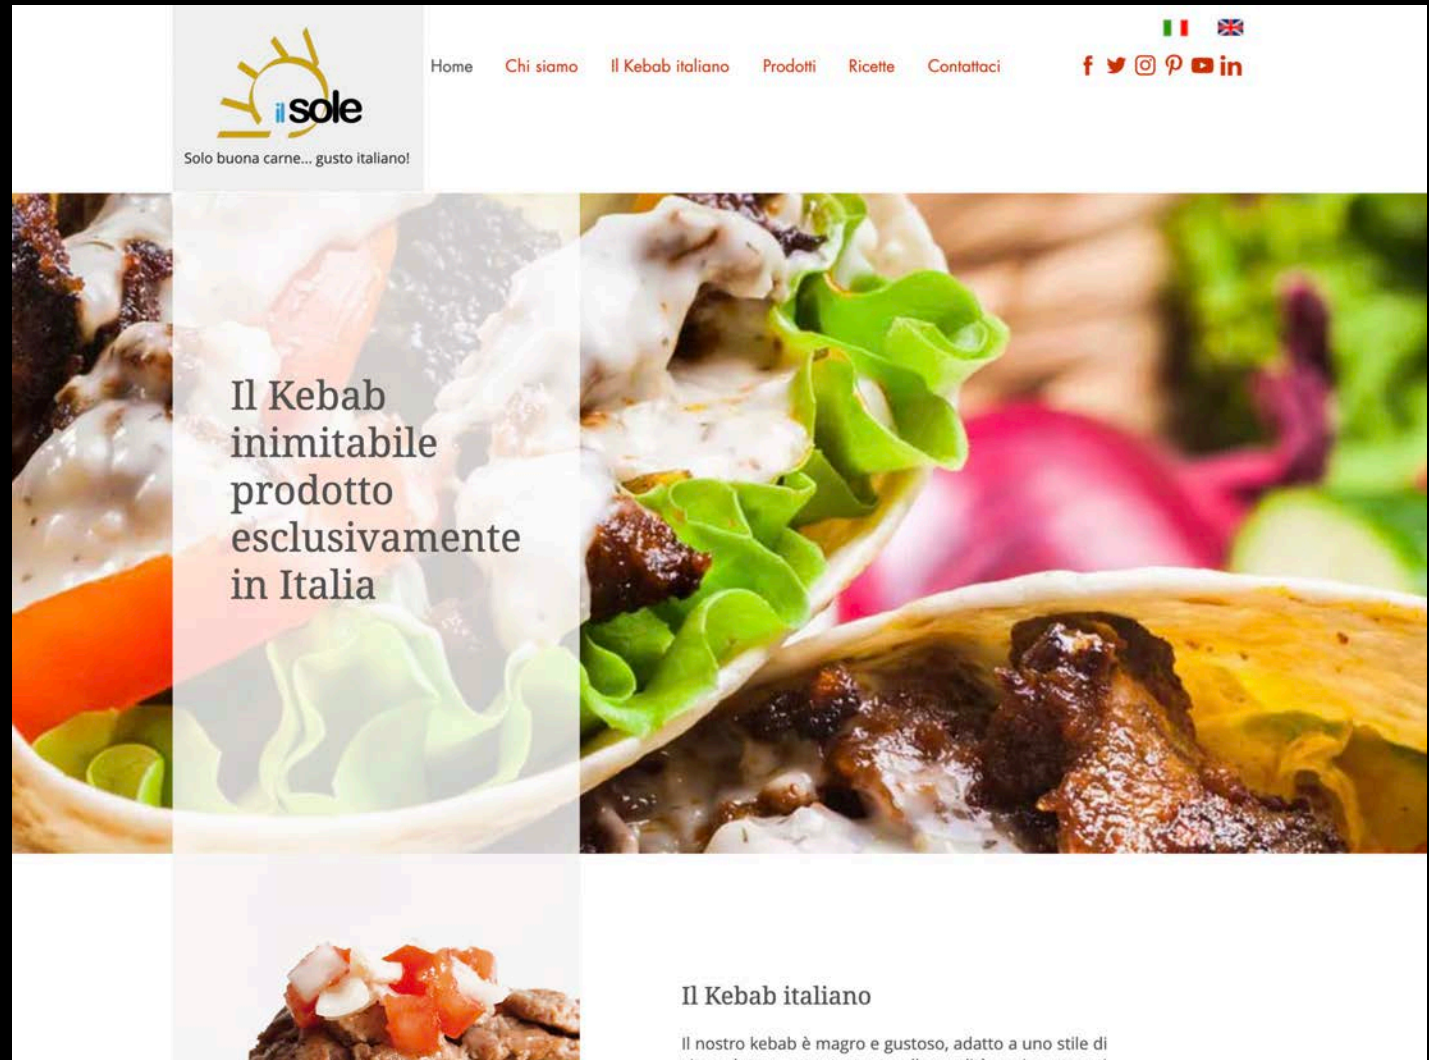 il sole
Solo buona carne... gusto italiano!
Home Chi siamo Il Kebab italiano Prodotti Ricette Contattaci
Il Kebab
inimitabile
prodotto
esclusivamente
in Italia
Il Kebab italiano
Il nostro kebab è magro e gustoso, adatto a uno stile di